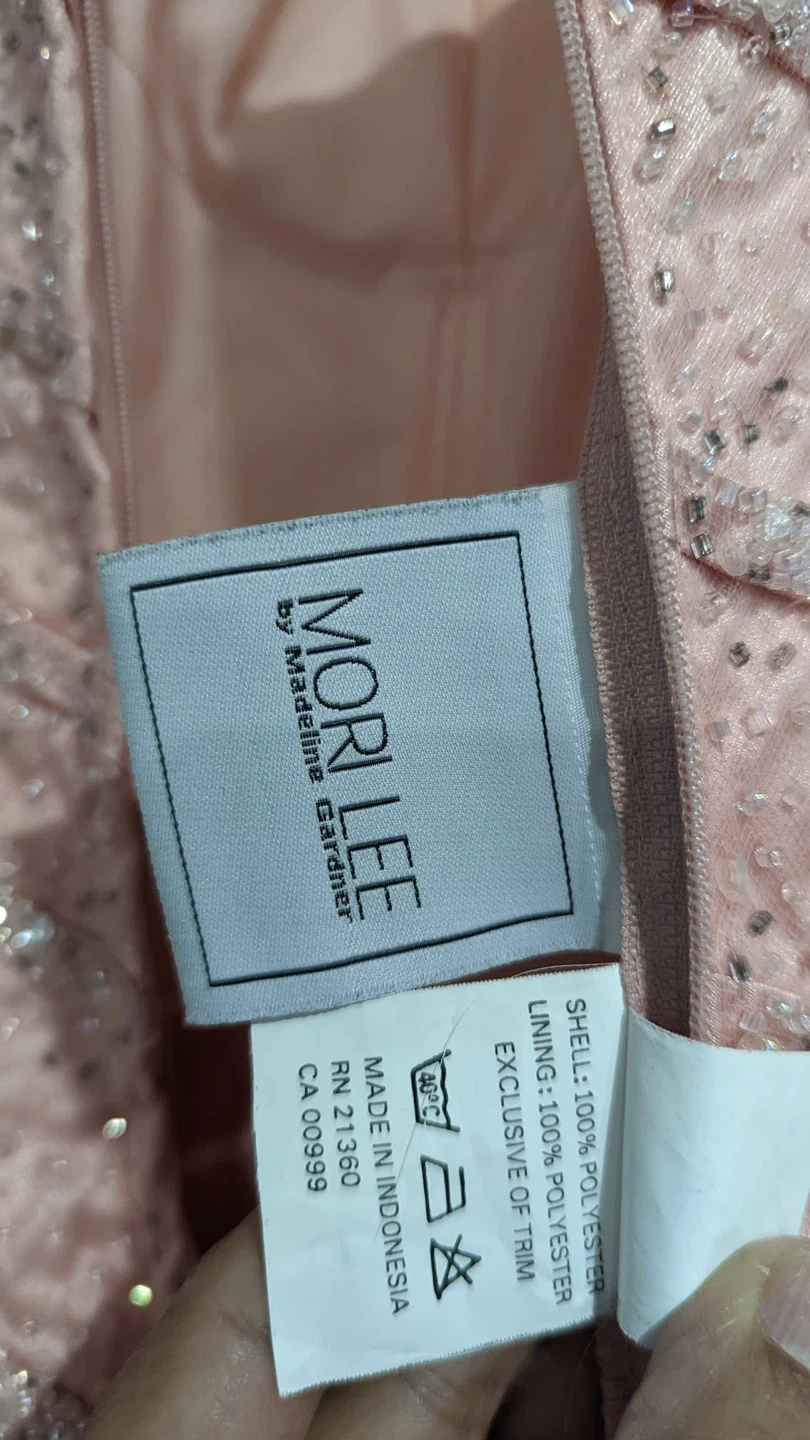 MORI LEE
by Madeline Gardner
SHELL: 100% POLYESTER
LINING: 100% POLYESTER
EXCLUSIVE OF TRIM
40°C
MADE IN INDONESIA
RN 21360
CA 00999